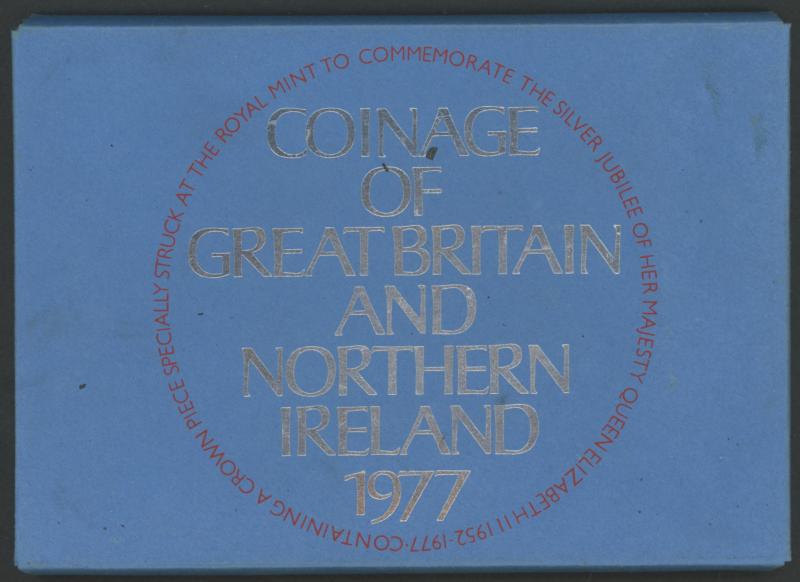 COINAGE
OF
GREAT BRITAIN
AND
NORTHERN
IRELAND
1977
CONTAINING A CROWN PIECE SPECIALLY STRUCK AT THE ROYAL MINT TO COMMEMORATE THE SILVER JUBILEE OF HER MAJESTY QUEEN ELIZABETH II 1952-1977·